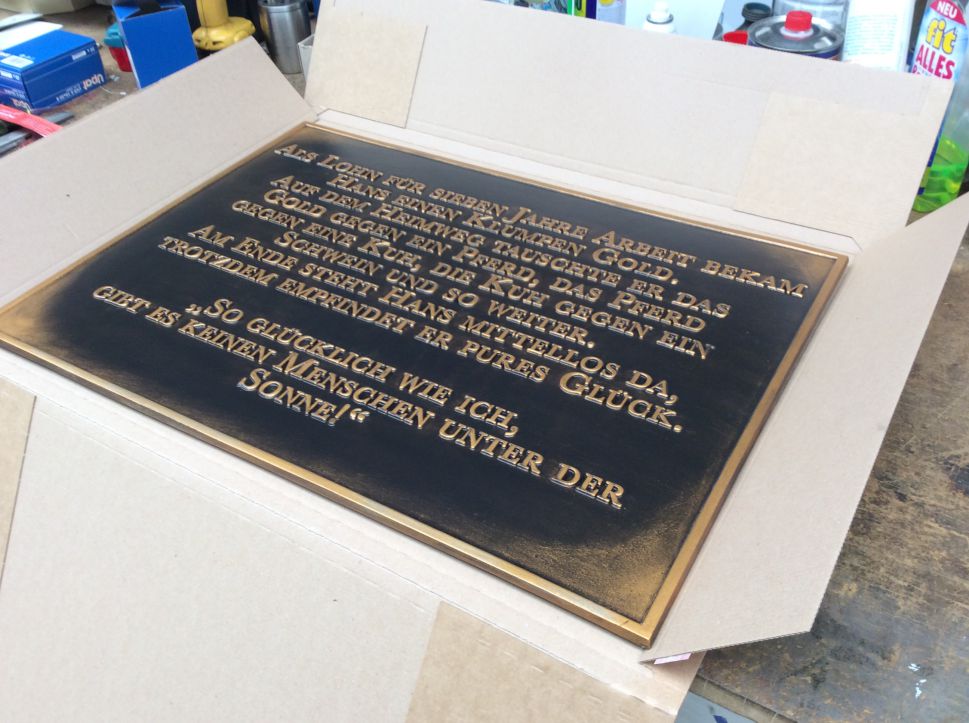 Upat
NEU
fit
ALLES
ALS LOHN FÜR SIEBEN JAHRE ARBEIT BEKAM
HANS EINEN KLUMPEN GOLD.
AUF DEM HEIMWEG TAUSCHTE ER DAS
GOLD GEGEN EIN PFERD, DAS PFERD
GEGEN EINE KUH, DIE KUH GEGEN EIN
SCHWEIN UND SO WEITER.
AM ENDE STEHT HANS MITTELLOS DA,
TROTZDEM EMPFINDET ER PURES GLÜCK.
„SO GLÜCKLICH WIE ICH,
GIBT ES KEINEN MENSCHEN UNTER DER
SONNE!“